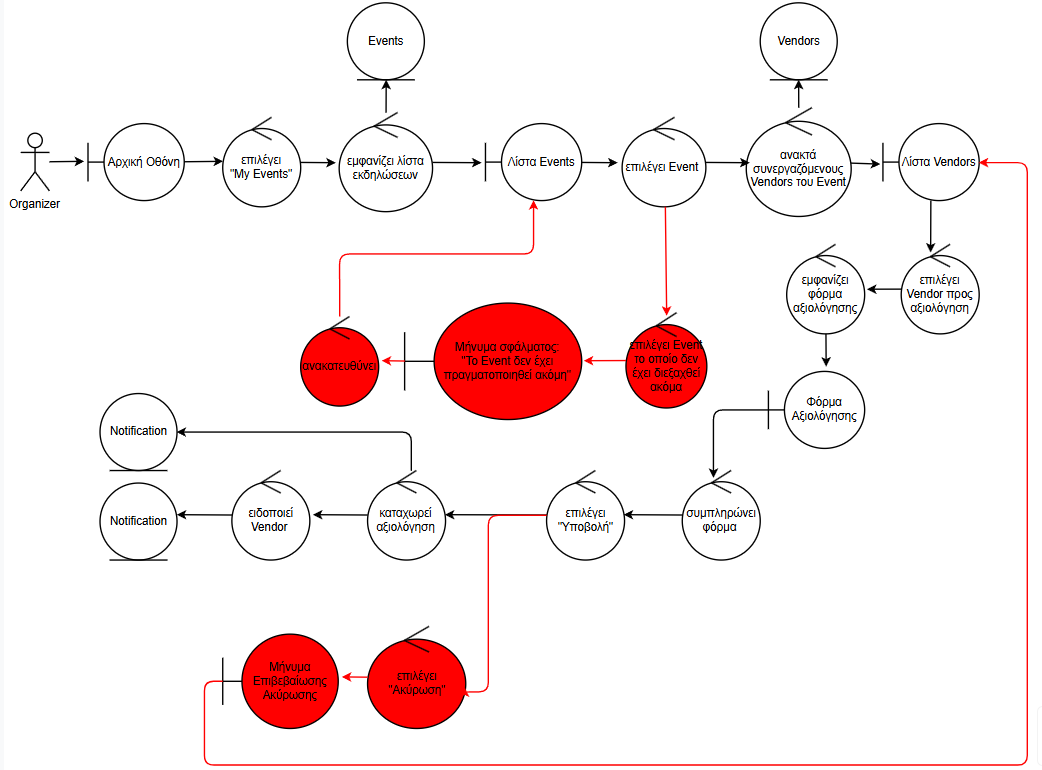 Events
Vendors
Organizer
Αρχική Οθόνη
επιλέγει
"My Events"
εμφανίζει λίστα
εκδηλώσεων
Λίστα Events
επιλέγει Event
ανακτά
συνεργαζόμενους
Vendors του Event
Λίστα Vendors
επιλέγει
Vendor προς
αξιολόγηση
εμφανίζει
φόρμα
αξιολόγησης
Φόρμα
Αξιολόγησης
επιλέγει Event
το οποιο δεν
έχει διεξαχθεί
ακόμα
Μήνυμα σφάλματος:
"Το Event δεν έχει
πραγματοποιηθεί ακόμη"
ανακατευθύνει
συμπληρώνει
φόρμα
επιλέγει
"Υποβολή"
καταχωρεί
αξιολόγηση
Notification
ειδοποιεί
Vendor
Notification
επιλέγει
"Ακύρωση"
Μήνυμα
Επιβεβαίωσης
Ακύρωσης